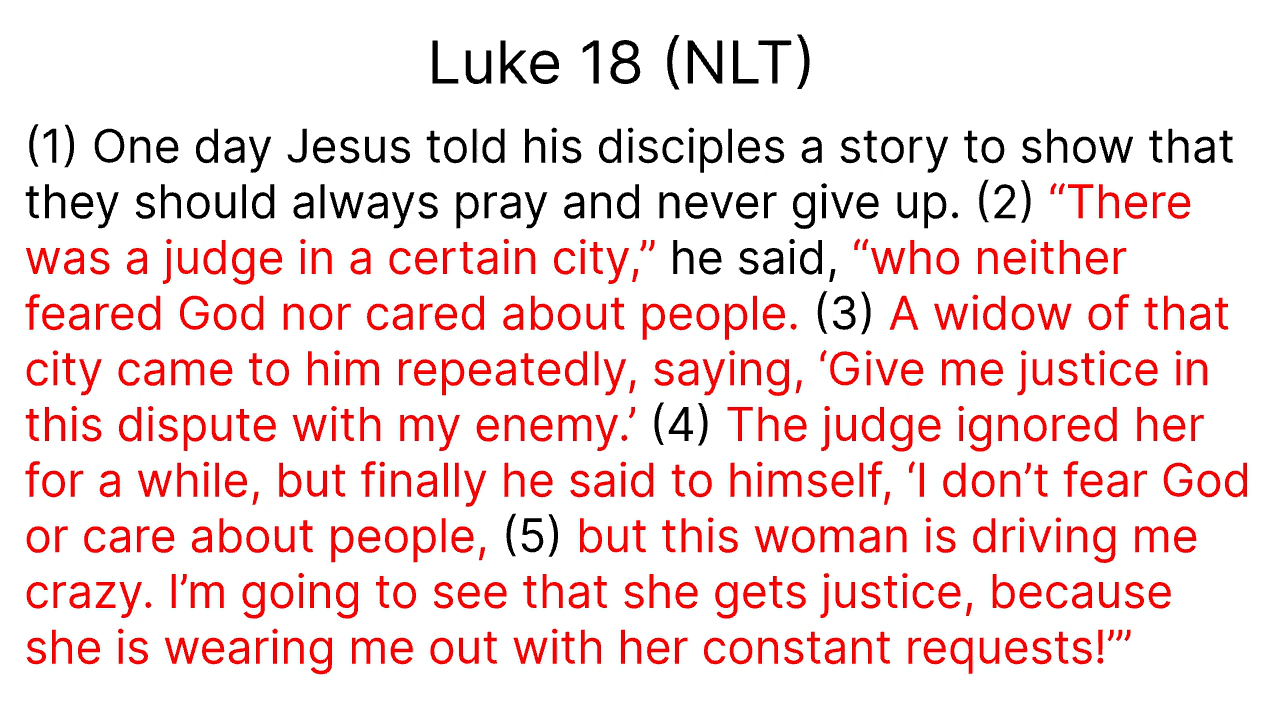 Luke 18 (NLT)
(1) One day Jesus told his disciples a story to show that
they should always pray and never give up. (2) “There
was a judge in a certain city,” he said, “who neither
feared God nor cared about people. (3) A widow of that
city came to him repeatedly, saying, ‘Give me justice in
this dispute with my enemy.’ (4) The judge ignored her
for a while, but finally he said to himself, ‘I don’t fear God
or care about people, (5) but this woman is driving me
crazy. I’m going to see that she gets justice, because
she is wearing me out with her constant requests!’”